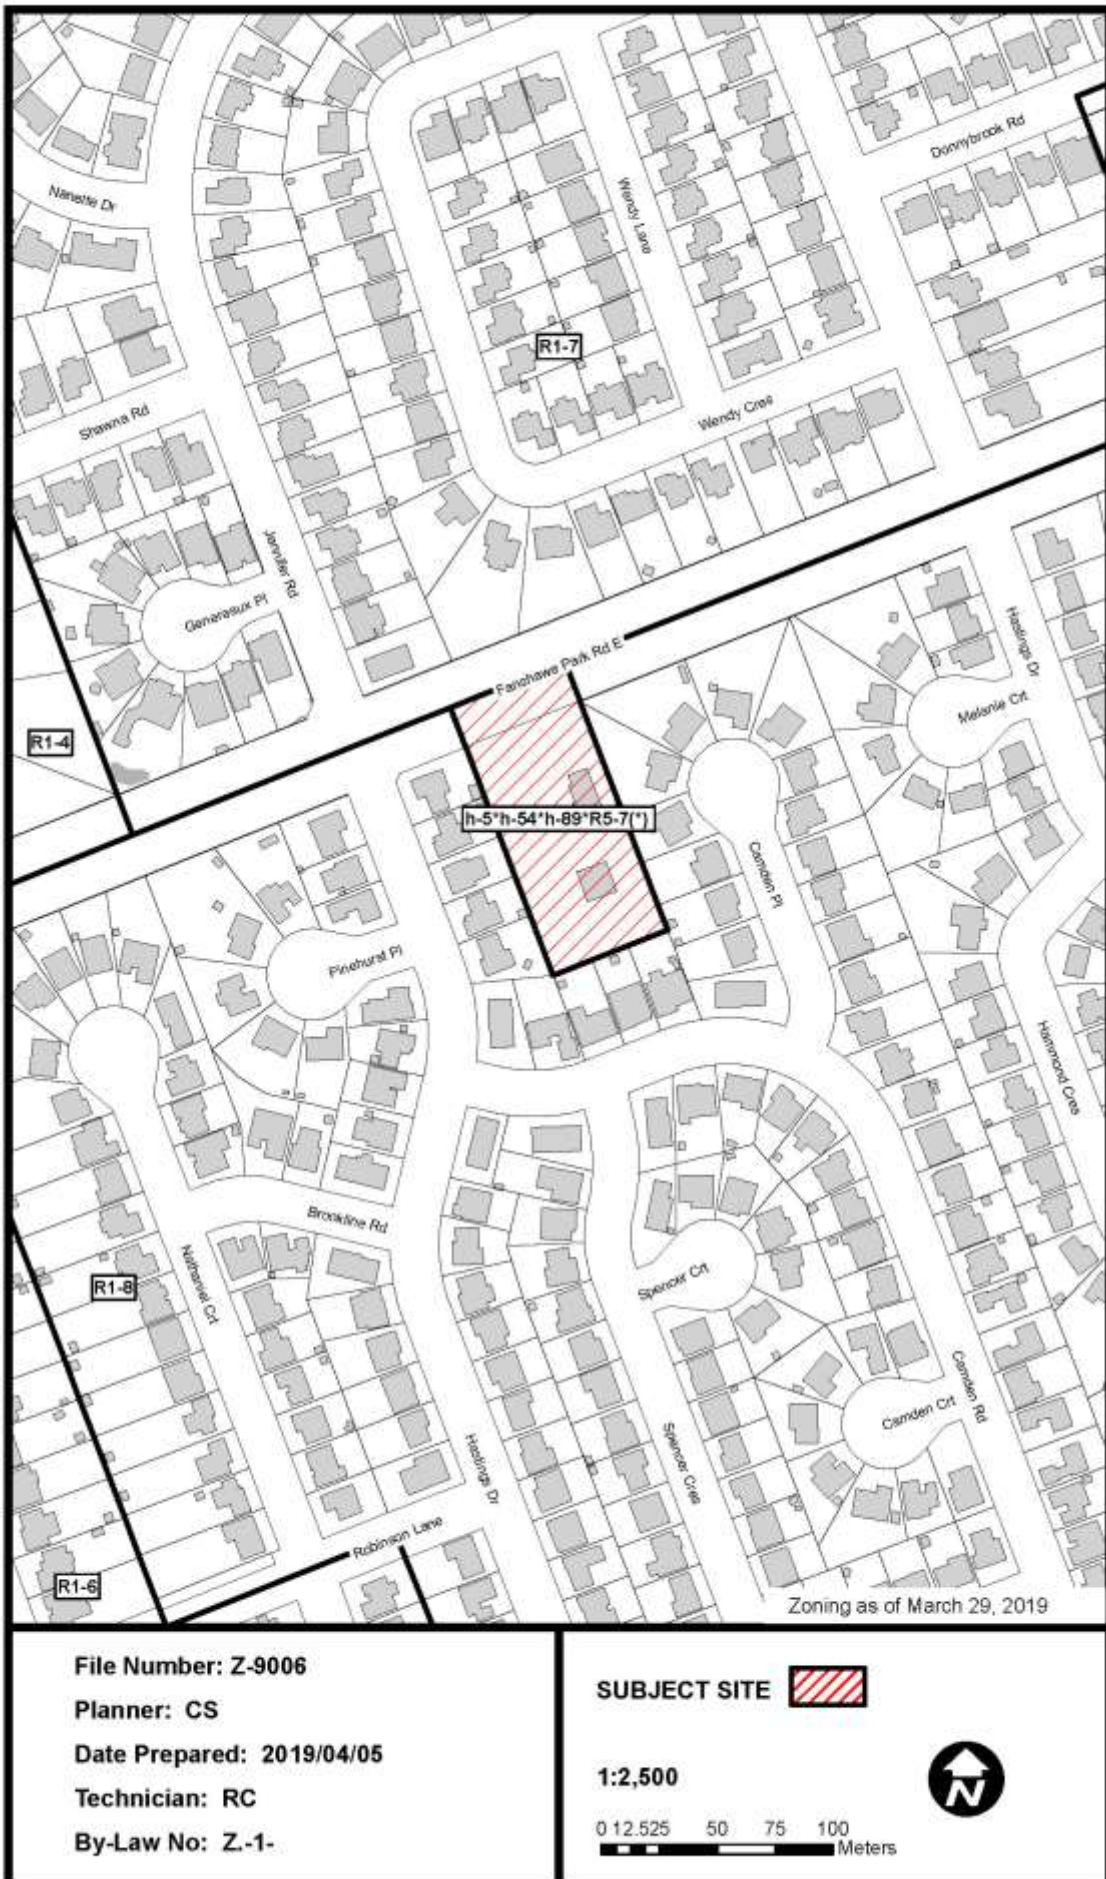 Donnybrook Rd
Nanette Dr
Wendy Lane
R1-7
Wendy Cres
Shawna Rd
Jennifer Rd
Genereaux Pl
Hastings Dr
Fanshawe Park Rd E
Melanie Crt
R1-4
h-5*h-54*h-89*R5-7(*)
Camden Pl
Pinehurst Pl
Hammond Cres
Brookline Rd
Nathaniel Crt
R1-8
Spencer Crt
Camden Rd
Camden Crt
Hastings Dr
Spencer Cres
Robinson Lane
R1-6
Zoning as of March 29, 2019
File Number: Z-9006
Planner: CS
Date Prepared: 2019/04/05
Technician: RC
By-Law No: Z.-1-
SUBJECT SITE
1:2,500
N
0 12.525 50 75 100
Meters